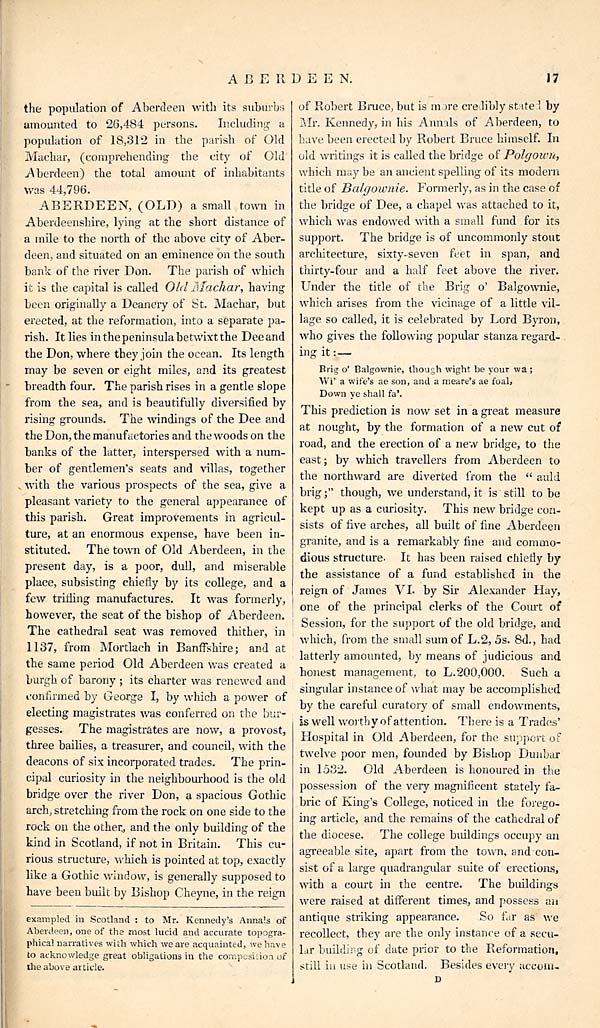 ABERDEEN.
17
the population of Aberdeen with its suburbs
amounted to 26,484 persons. Including a
population of 18,312 in the parish of Old
Machar, (comprehending the city of Old
Aberdeen) the total amount of inhabitants
was 44,796.
ABERDEEN, (OLD) a small town in
Aberdeenshire, lying at the short distance of
a mile to the north of the above city of Aber-
deen, and situated on an eminence on the south
bank of the river Don. The parish of which
it is the capital is called Old Machar, having
been originally a Deanery of St. Machar, but
erected, at the reformation, into a separate pa-
rish. It lies in the peninsula betwixt the Dee and
the Don, where they join the ocean. Its length
may be seven or eight miles, and its greatest
breadth four. The parish rises in a gentle slope
from the sea, and is beautifully diversified by
rising grounds. The windings of the Dee and
the Don, the manufactories and the woods on the
banks of the latter, interspersed with a num-
ber of gentlemen's seats and villas, together
with the various prospects of the sea, give a
pleasant variety to the general appearance of
this parish. Great improvements in agricul-
ture, at an enormous expense, have been in-
stituted. The town of Old Aberdeen, in the
present day, is a poor, dull, and miserable
place, subsisting chiefly by its college, and a
few trifling manufactures. It was formerly,
however, the seat of the bishop of Aberdeen.
The cathedral seat was removed thither, in
1137, from Mortlach in Banffshire; and at
the same period Old Aberdeen was created a
burgh of barony; its charter was renewed and
confirmed by George I, by which a power of
electing magistrates was conferred on the bur-
gesses. The magistrates are now, a provost,
three bailies, a treasurer, and council, with the
deacons of six incorporated trades. The prin-
cipal curiosity in the neighbourhood is the old
bridge over the river Don, a spacious Gothic
arch, stretching from the rock on one side to the
rock on the other, and the only building of the
kind in Scotland, if not in Britain. This cu-
rious structure, which is pointed at top, exactly
like a Gothic window, is generally supposed to
have been built by Bishop Cheyne, in the reign
exampled in Scotland : to Mr. Kennedy's Annals of
Aberdeen, one of the most lucid and accurate topogra-
phical narratives with which we are acquainted, we have
to acknowledge great obligations in the composition of
the above article.
of Robert Bruce, but is more credibly stated by
Mr. Kennedy, in his Annals of Aberdeen, to
have been erected by Robert Bruce himself. In
old writings it is called the bridge of Polgown,
which may be an ancient spelling of its modern
title of Balgownie. Formerly, as in the case of
the bridge of Dee, a chapel was attached to it,
which was endowed with a small fund for its
support. The bridge is of uncommonly stout
architecture, sixty-seven feet in span, and
thirty-four and a half feet above the river.
Under the title of the Brig o' Balgownie,
which arises from the vicinage of a little vil-
lage so called, it is celebrated by Lord Byron,
who gives the following popular stanza regard-
ing it:—
Brig o' Balgownie, though wight be your wa;
Wi' a wife's ae son, and a meare's ae foal,
Down ye shall fa'.
This prediction is now set in a great measure
at nought, by the formation of a new cut of
road, and the erection of a new bridge, to the
east; by which travellers from Aberdeen to
the northward are diverted from the " auld
brig;" though, we understand, it is still to be
kept up as a curiosity. This new bridge con-
sists of five arches, all built of fine Aberdeen
granite, and is a remarkably fine and commo-
dious structure. It has been raised chiefly by
the assistance of a fund established in the
reign of James VI. by Sir Alexander Hay,
one of the principal clerks of the Court of
Session, for the support of the old bridge, and
which, from the small sum of L.2, 5s. 8d., had
latterly amounted, by means of judicious and
honest management, to L.200,000. Such a
singular instance of what may be accomplished
by the careful curatory of small endowments,
is well worthy of attention. There is a Trades'
Hospital in Old Aberdeen, for the support of
twelve poor men, founded by Bishop Dunbar
in 1532. Old Aberdeen is honoured in the
possession of the very magnificent stately fa-
bric of King's College, noticed in the forego-
ing article, and the remains of the cathedral of
the diocese. The college buildings occupy an
agreeable site, apart from the town, and con-
sist of a large quadrangular suite of erections,
with a court in the centre. The buildings
were raised at different times, and possess an
antique striking appearance. So far as we
recollect, they are the only instance of a secu-
lar building of date prior to the Reformation,
still in use in Scotland. Besides every accom-
D